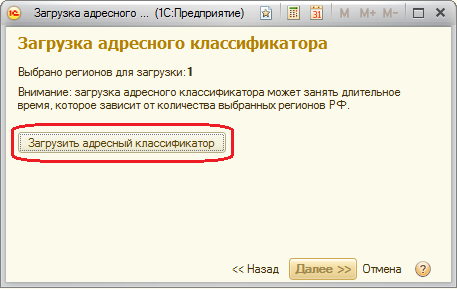 Загрузка адресного ... (1С:Предприятие) M M+ M-
Загрузка адресного классификатора
Выбрано регионов для загрузки: 1
Внимание: загрузка адресного классификатора может занять длительное
время, которое зависит от количества выбранных регионов РФ.
Загрузить адресный классификатор
<< Назад Далее >> Отмена ?